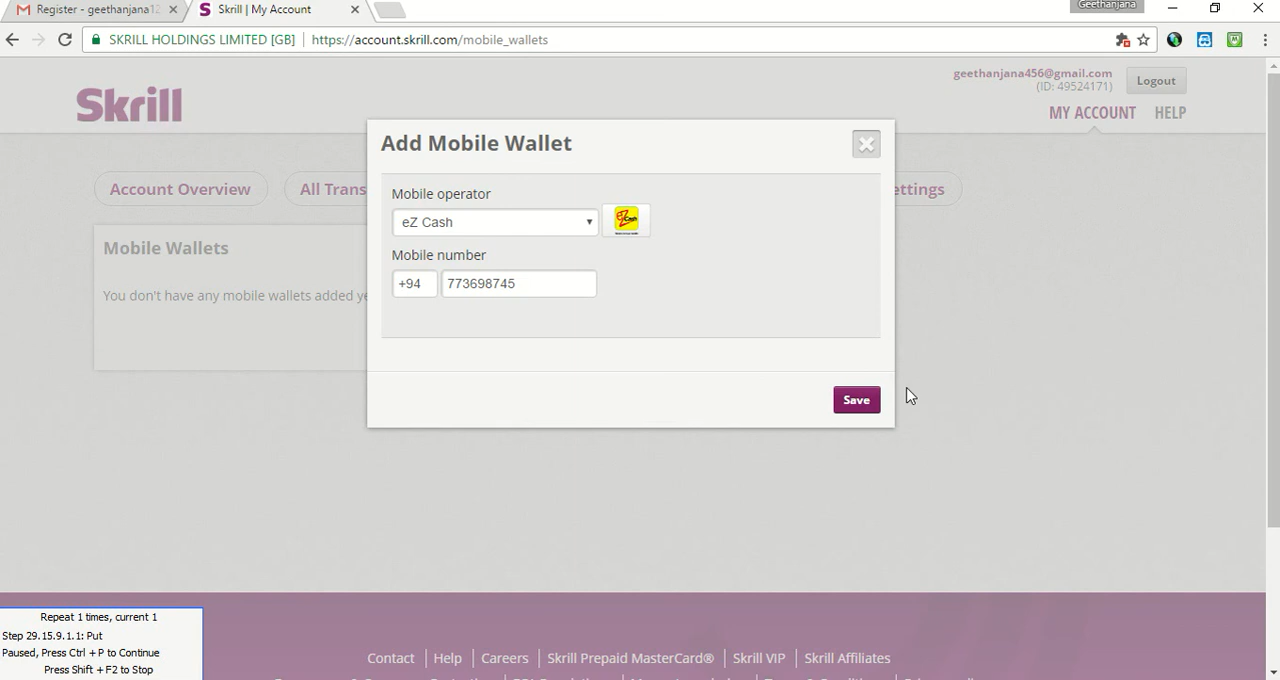 Register - geethanjana12
Skrill | My Account
Geethanjana
SKRILL HOLDINGS LIMITED [GB]
https://account.skrill.com/mobile_wallets
Skrill
geethanjana456@gmail.com
(ID: 49524171)
Logout
MY ACCOUNT
HELP
Account Overview
All Trans
ettings
Mobile Wallets
You don't have any mobile wallets added ye
Add Mobile Wallet
Mobile operator
eZ Cash
Mobile number
+94
773698745
Save
Repeat 1 times, current 1
Step 29.15.9.1.1: Put
Paused, Press Ctrl + P to Continue
Press Shift + F2 to Stop
Contact
Help
Careers
Skrill Prepaid MasterCard®
Skrill VIP
Skrill Affiliates